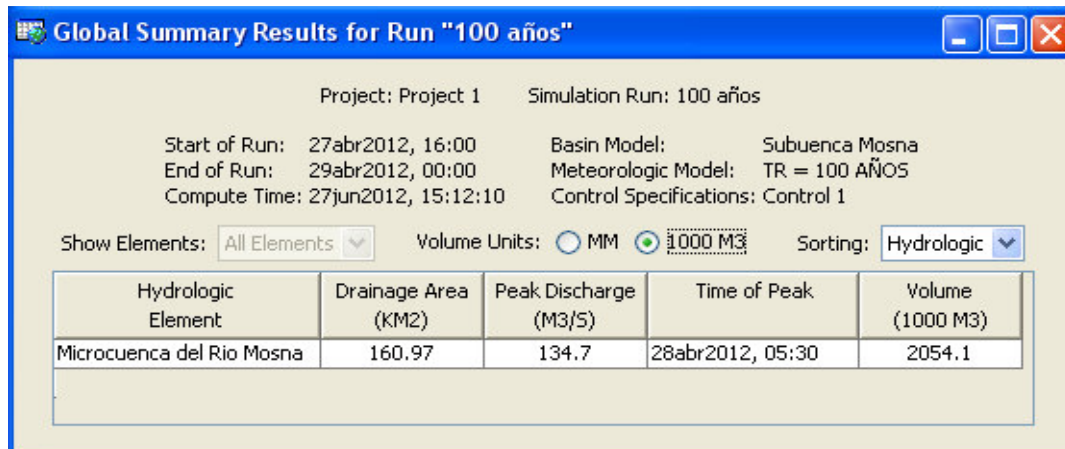 Global Summary Results for Run "100 años"
Project: Project 1 Simulation Run: 100 años
Start of Run: 27abr2012, 16:00 Basin Model: Subuenca Mosna
End of Run: 29abr2012, 00:00 Meteorologic Model: TR = 100 AÑOS
Compute Time: 27jun2012, 15:12:10 Control Specifications: Control 1
Show Elements: All Elements Volume Units: MM 1000 M3 Sorting: Hydrologic
Hydrologic Element Drainage Area (KM2) Peak Discharge (M3/S) Time of Peak Volume (1000 M3)
Microcuenca del Rio Mosna 160.97 134.7 28abr2012, 05:30 2054.1